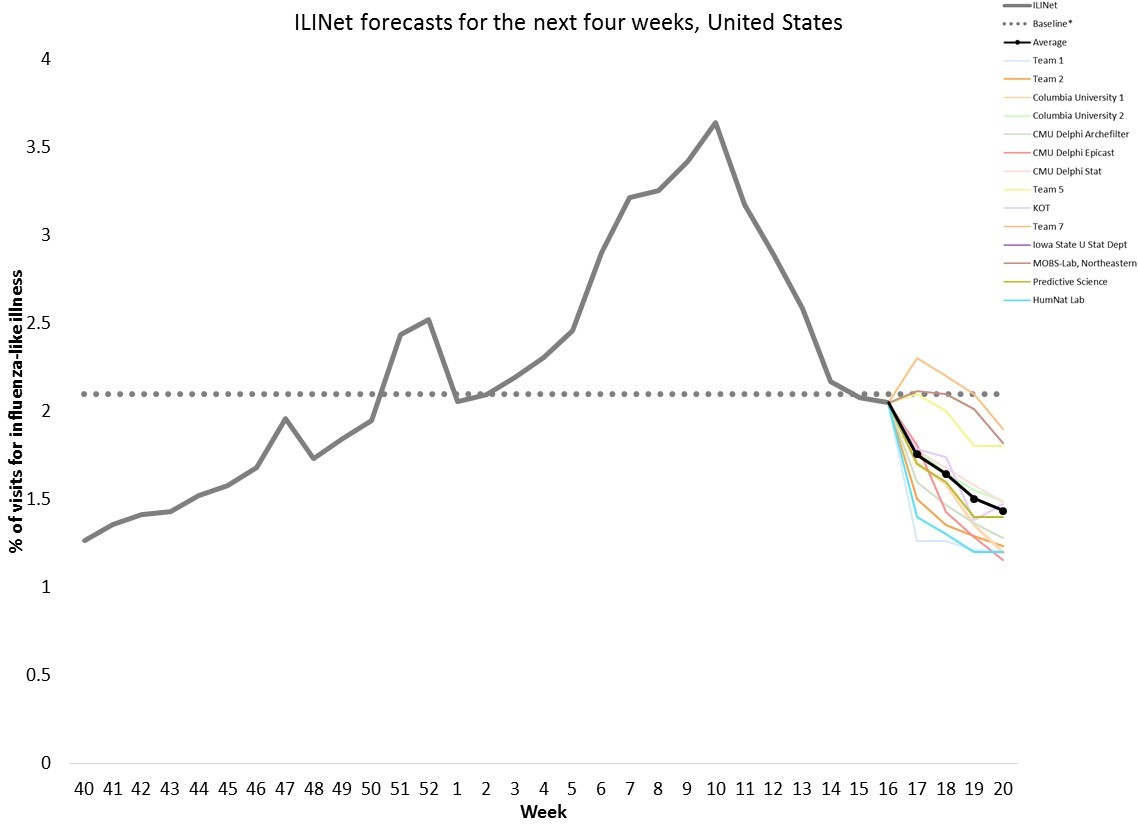 ILINet forecasts for the next four weeks, United States
ILINet
Baseline*
Average
Team 1
Team 2
Columbia University 1
Columbia University 2
CMU Delphi Archefilter
CMU Delphi Epicast
CMU Delphi Stat
Team 5
KOT
Team 7
Iowa State U Stat Dept
MOBS-Lab, Northeastern
Predictive Science
HumNat Lab
% of visits for influenza-like illness
4
3.5
3
2.5
2
1.5
1
0.5
0
40 41 42 43 44 45 46 47 48 49 50 51 52 1 2 3 4 5 6 7 8 9 10 11 12 13 14 15 16 17 18 19 20
Week